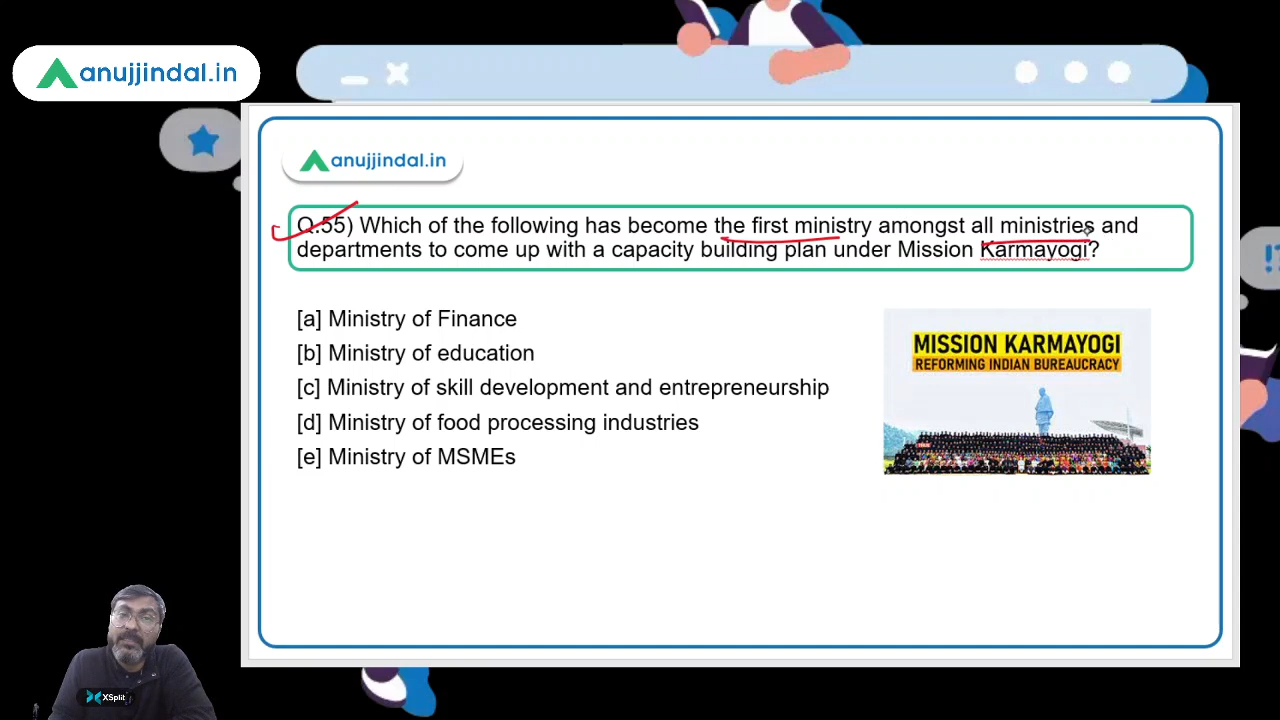 anujjindal.in
anujjindal.in
Q.55) Which of the following has become the first ministry amongst all ministries and
departments to come up with a capacity building plan under Mission Karmayogi?
[a] Ministry of Finance
[b] Ministry of education
[c] Ministry of skill development and entrepreneurship
[d] Ministry of food processing industries
[e] Ministry of MSMEs
MISSION KARMAYOGI
REFORMING INDIAN BUREAUCRACY
XSplit